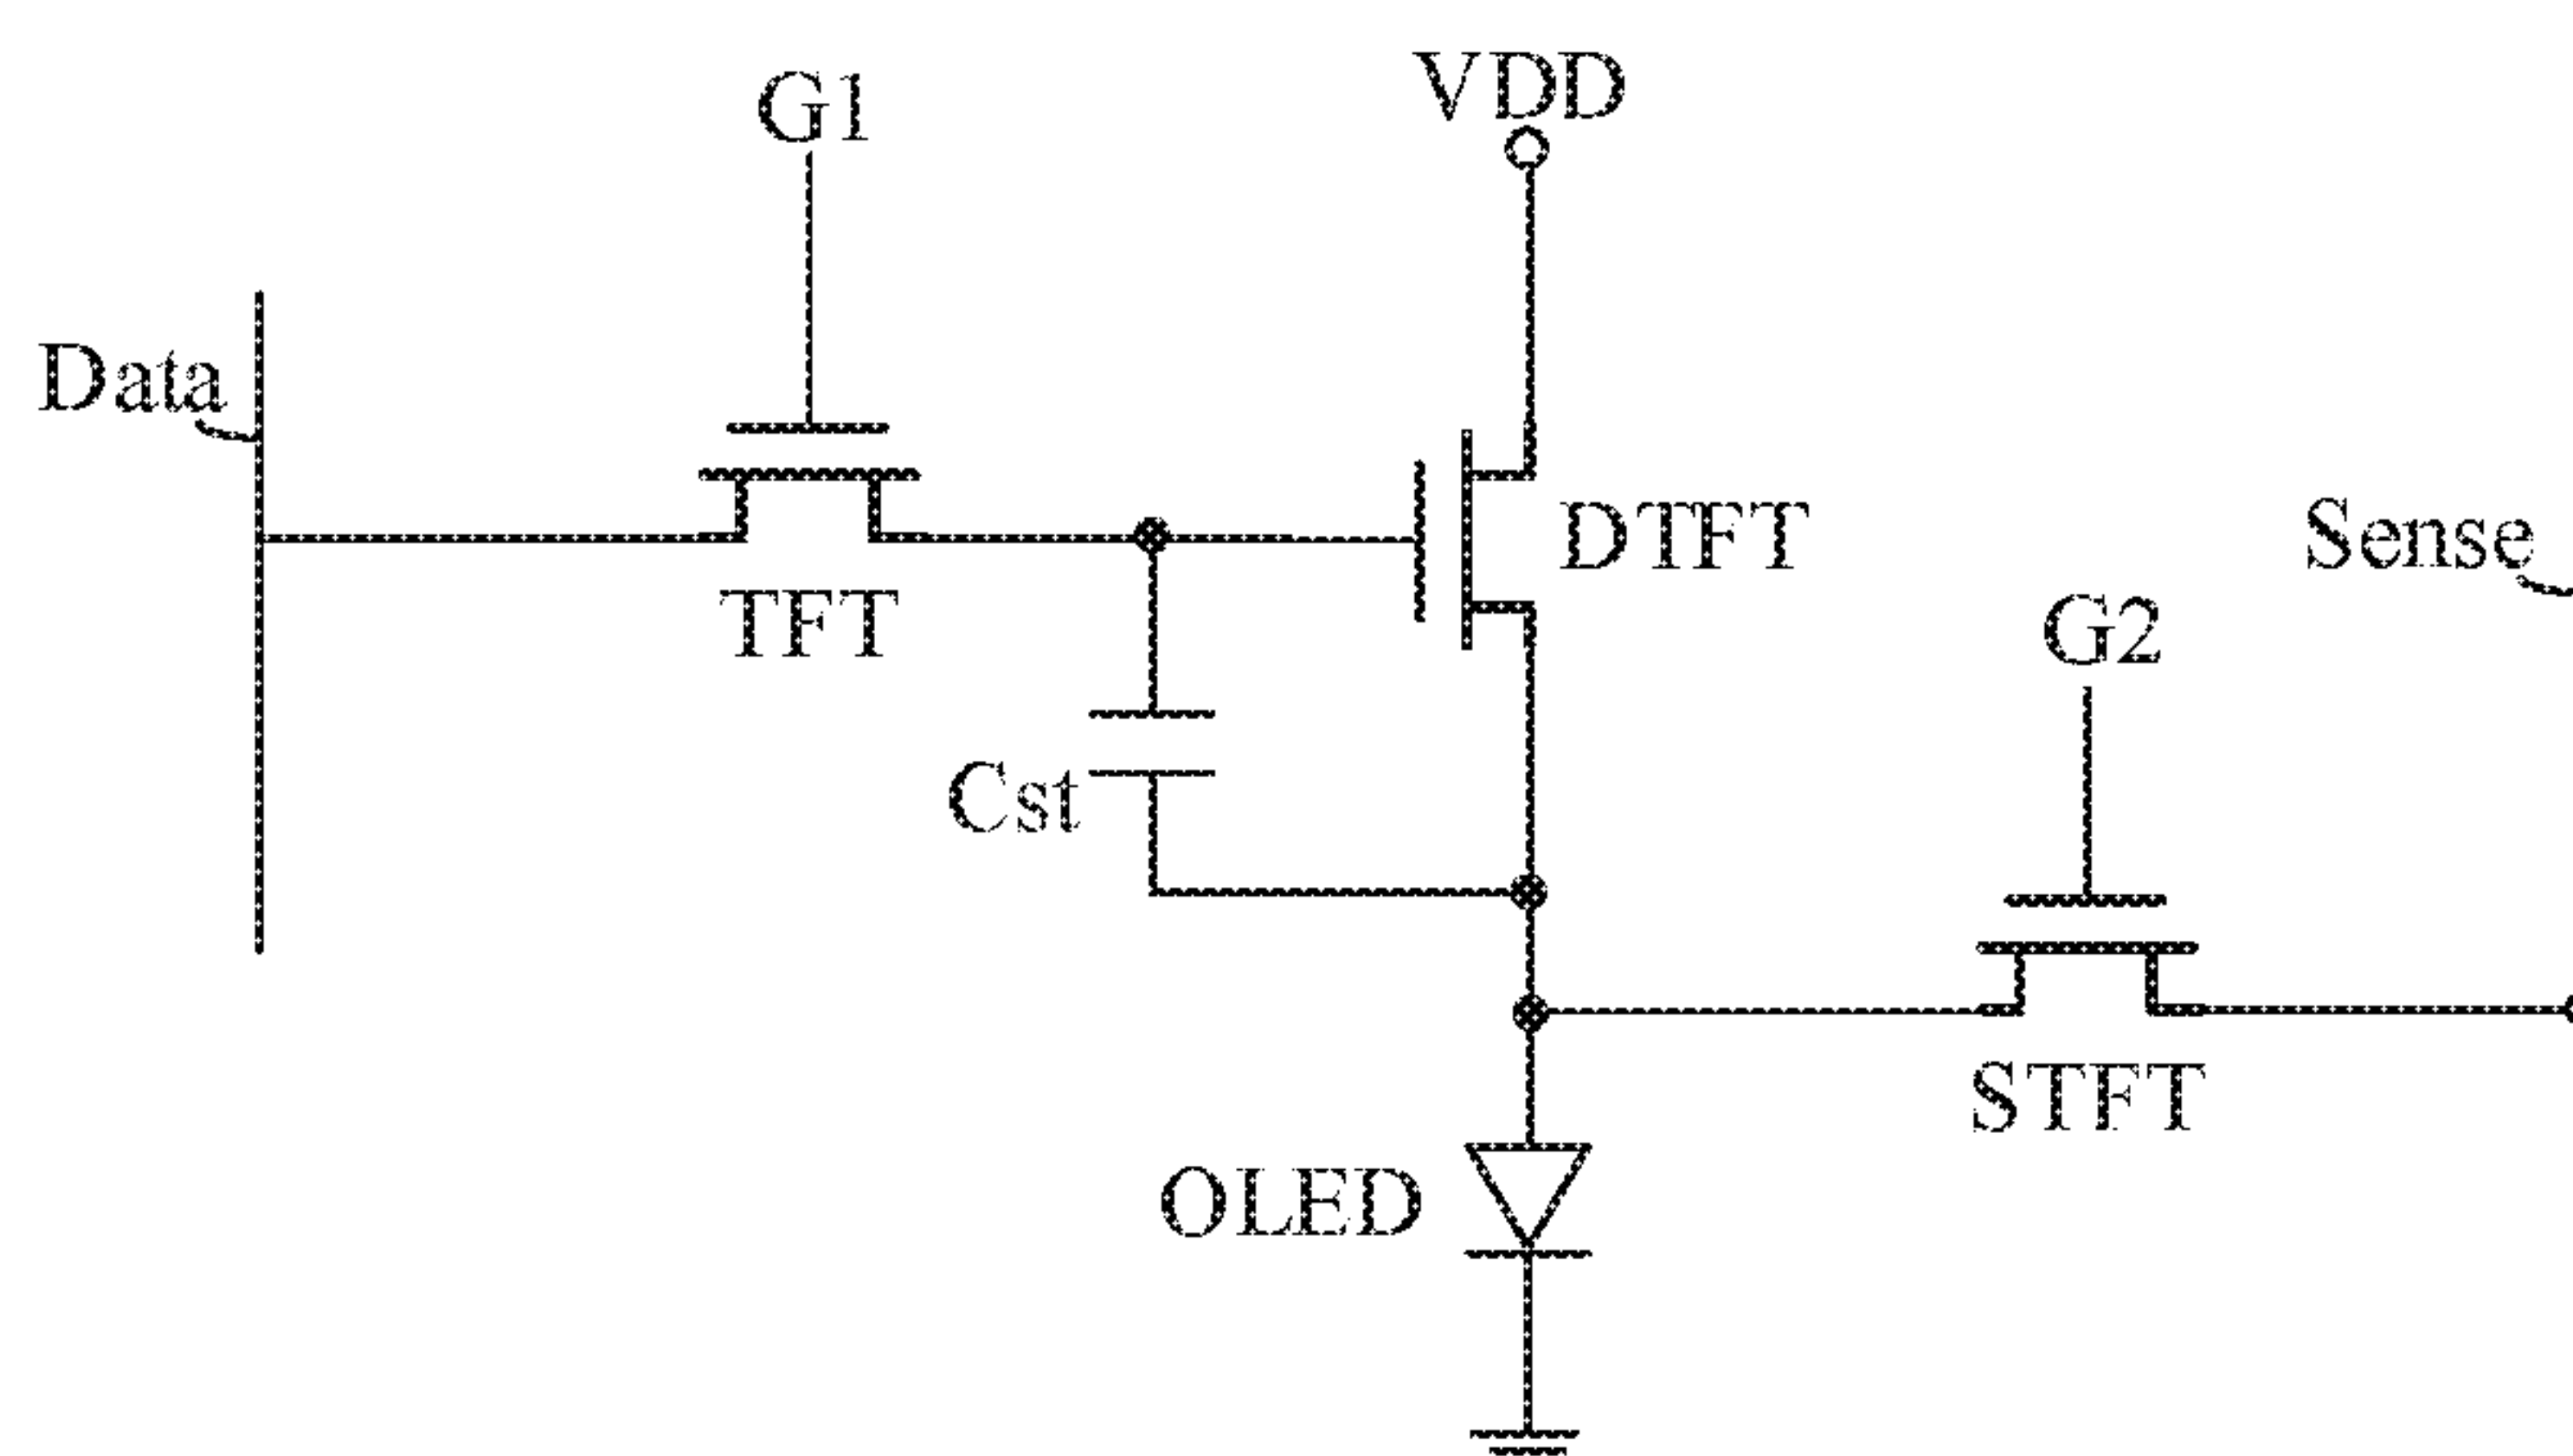 VDD
G1
Data
DTFT
Sense
TFT
G2
Cst
STFT
OLED